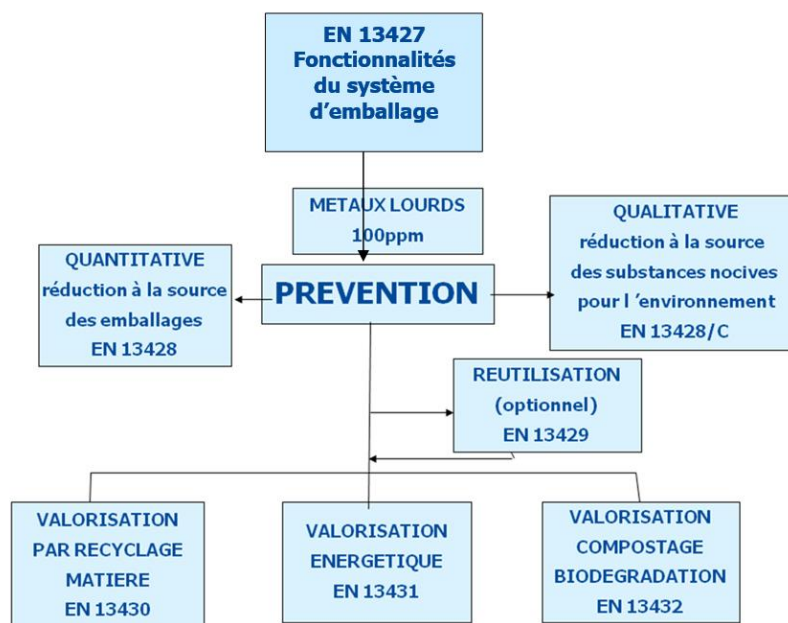 EN 13427
Fonctionnalités
du système
d’emballage
METAUX LOURDS
100ppm
QUALITATIVE
réduction à la source
des substances nocives
pour l ’environnement
EN 13428/C
QUANTITATIVE
réduction à la source
des emballages
EN 13428
PREVENTION
REUTILISATION
(optionnel)
EN 13429
VALORISATION
PAR RECYCLAGE
MATIERE
EN 13430
VALORISATION
ENERGETIQUE
EN 13431
VALORISATION
COMPOSTAGE
BIODEGRADATION
EN 13432